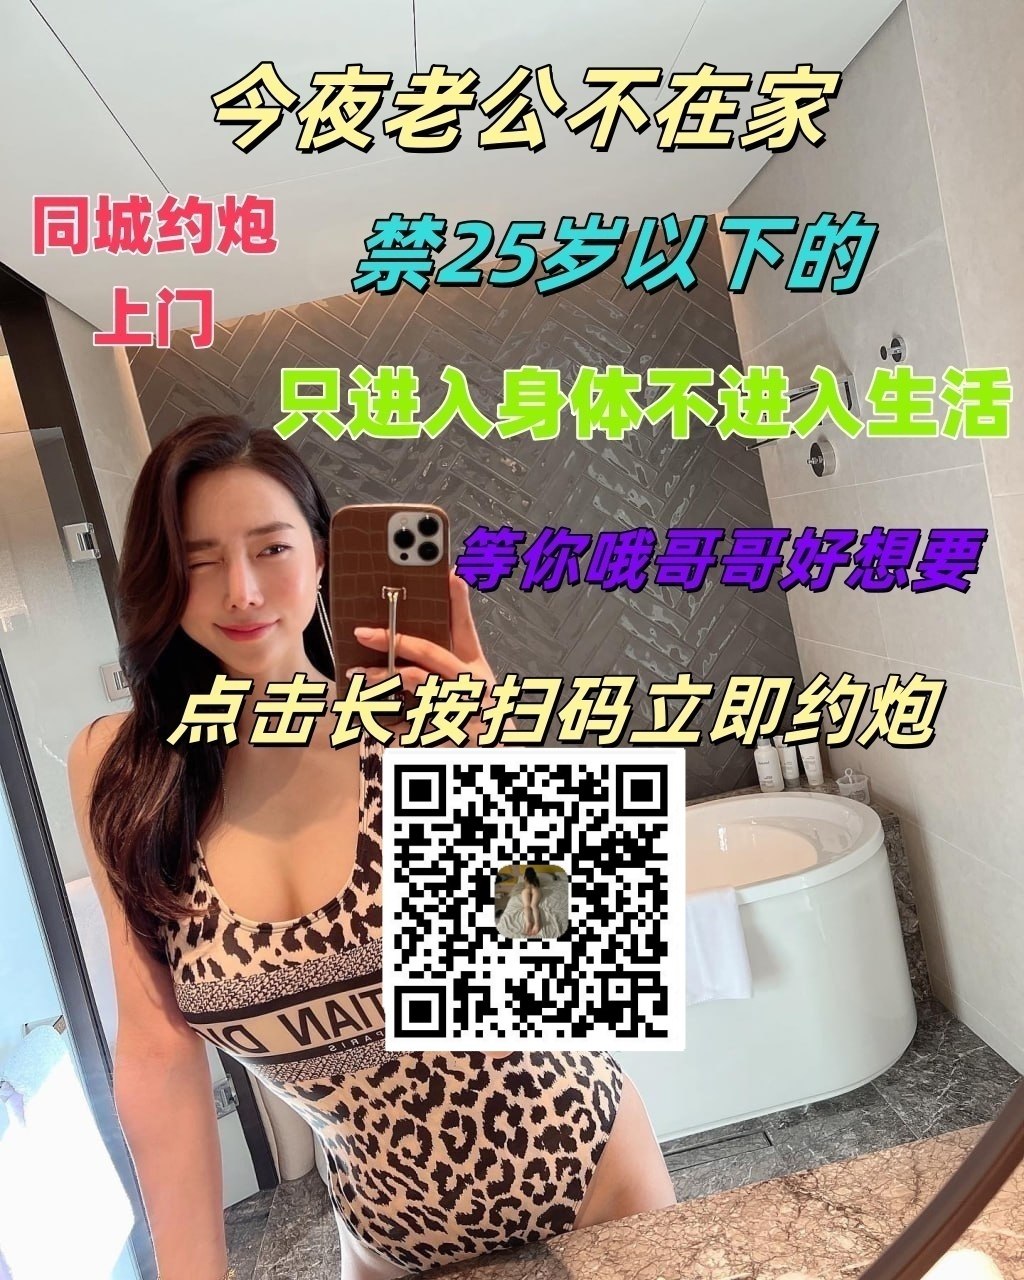 今夜老公不在家
同城约炮
上门
禁25岁以下的
只进入身体不进入生活
等你哦哥哥好想要
点击长按扫码立即约炮
TIAN DI
PARIS